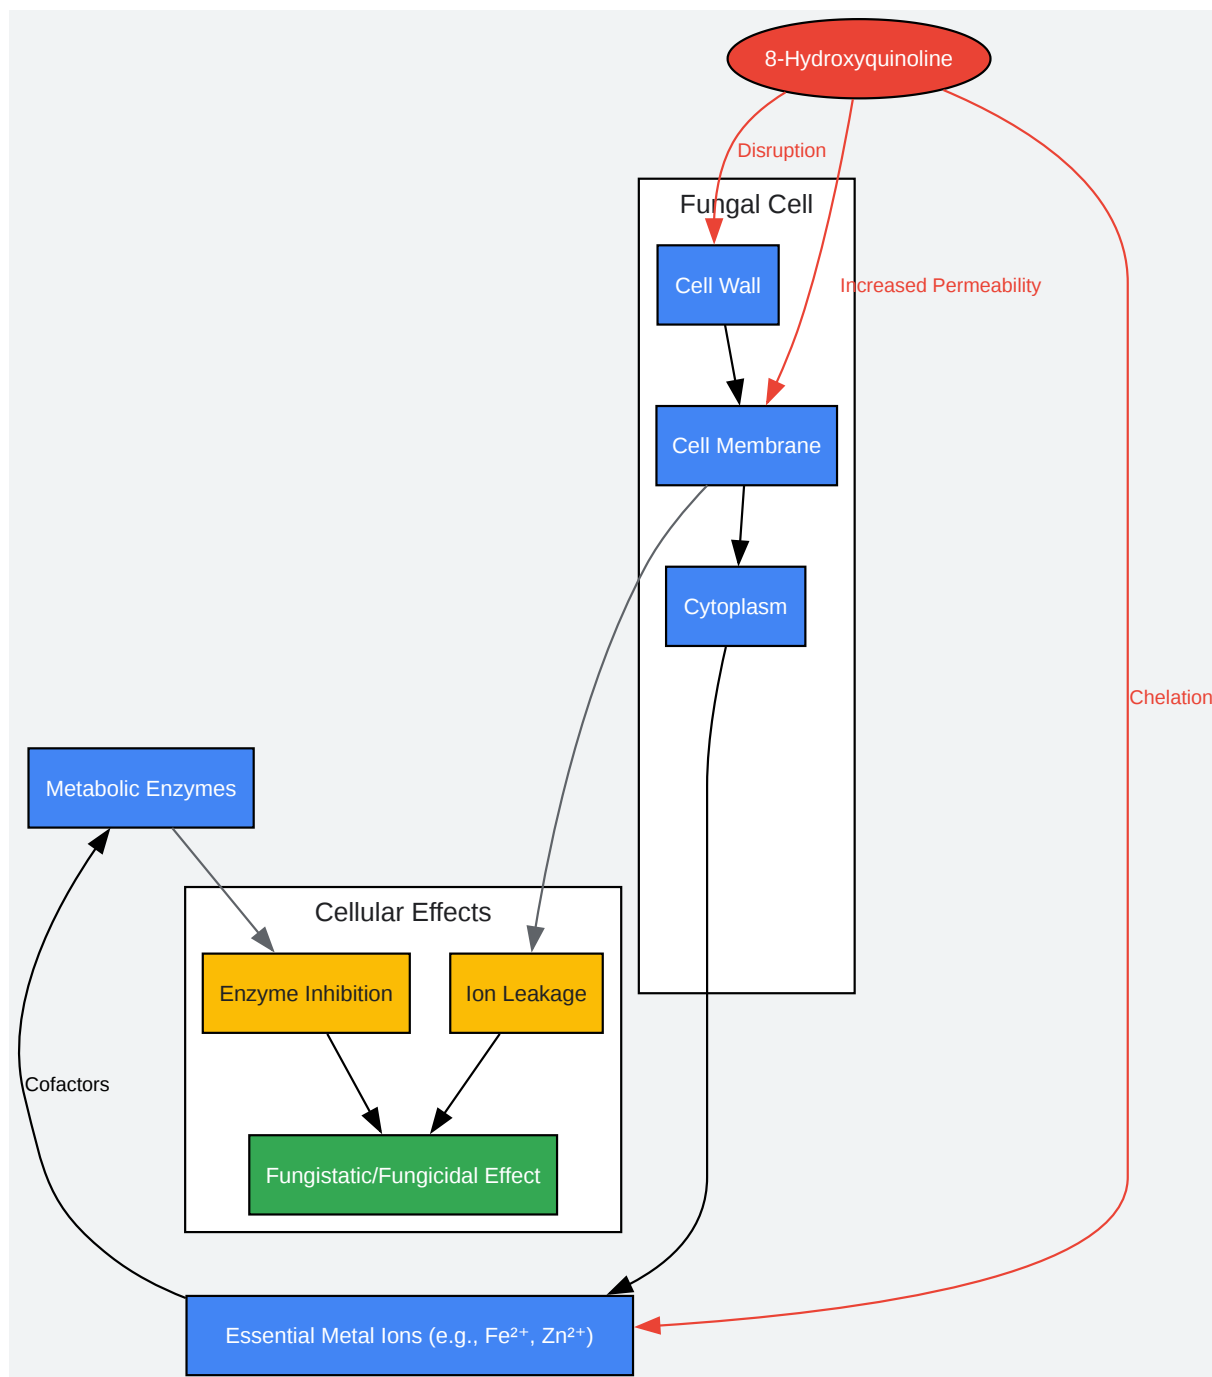 8-Hydroxyquinoline
Disruption
Fungal Cell
Cell Wall
Increased Permeability
Cell Membrane
Cytoplasm
Chelation
Metabolic Enzymes
Cellular Effects
Enzyme Inhibition
Ion Leakage
Cofactors
Fungistatic/Fungicidal Effect
Essential Metal Ions (e.g., Fe²⁺, Zn²⁺)